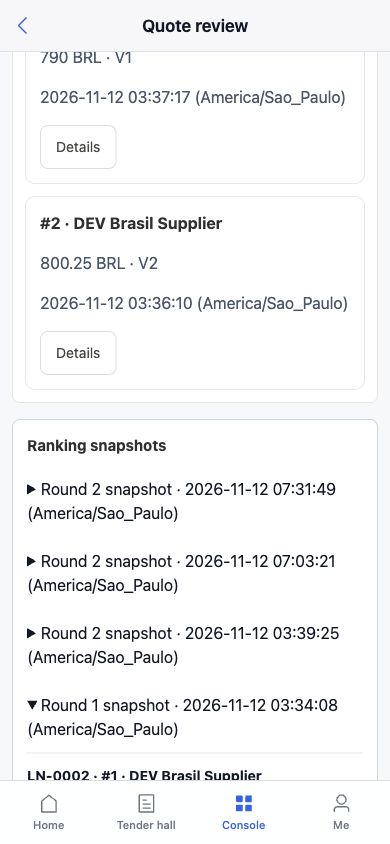 Quote review
790 BRL · V1
2026-11-12 03:37:17 (America/Sao_Paulo)
Details
#2 · DEV Brasil Supplier
800.25 BRL · V2
2026-11-12 03:36:10 (America/Sao_Paulo)
Details
Ranking snapshots
Round 2 snapshot · 2026-11-12 07:31:49
(America/Sao_Paulo)
Round 2 snapshot · 2026-11-12 07:03:21
(America/Sao_Paulo)
Round 2 snapshot · 2026-11-12 03:39:25
(America/Sao_Paulo)
Round 1 snapshot · 2026-11-12 03:34:08
(America/Sao_Paulo)
LN-0002 · #1 · DEV Brasil Supplier
Home
Tender hall
Console
Me